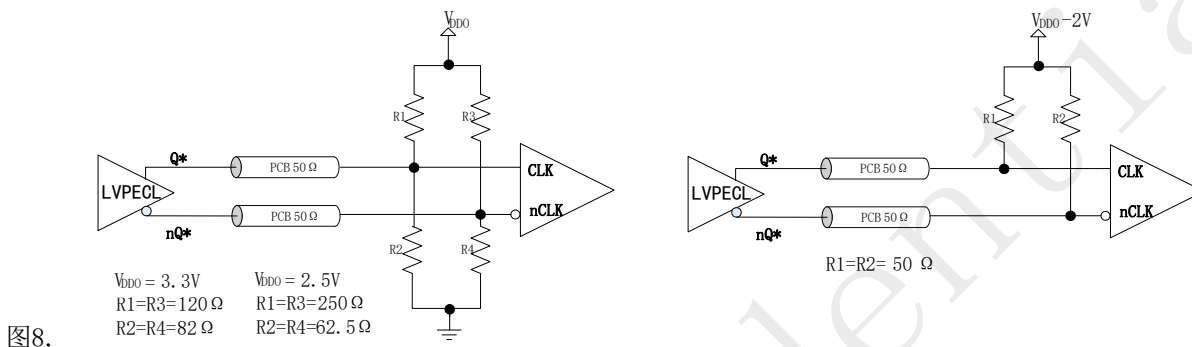 VDDO
R1
R3
Q*
PCB 50 Ω
CLK
LVPECL
nQ*
PCB 50 Ω
nCLK
R2
R4
VDDO = 3.3V
R1=R3=120 Ω
R2=R4=82 Ω
VDDO = 2.5V
R1=R3=250 Ω
R2=R4=62.5 Ω
VDDO-2V
R1
R2
Q*
PCB 50 Ω
CLK
LVPECL
nQ*
PCB 50 Ω
nCLK
R1=R2= 50 Ω
图8.
dentia